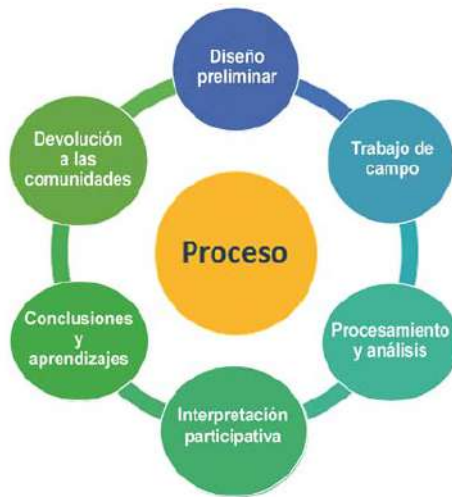 Diseño
preliminar
Trabajo de
campo
Procesamiento
y análisis
Interpretación
participativa
Conclusiones
y
aprendizajes
Devolución
a las
comunidades
Proceso